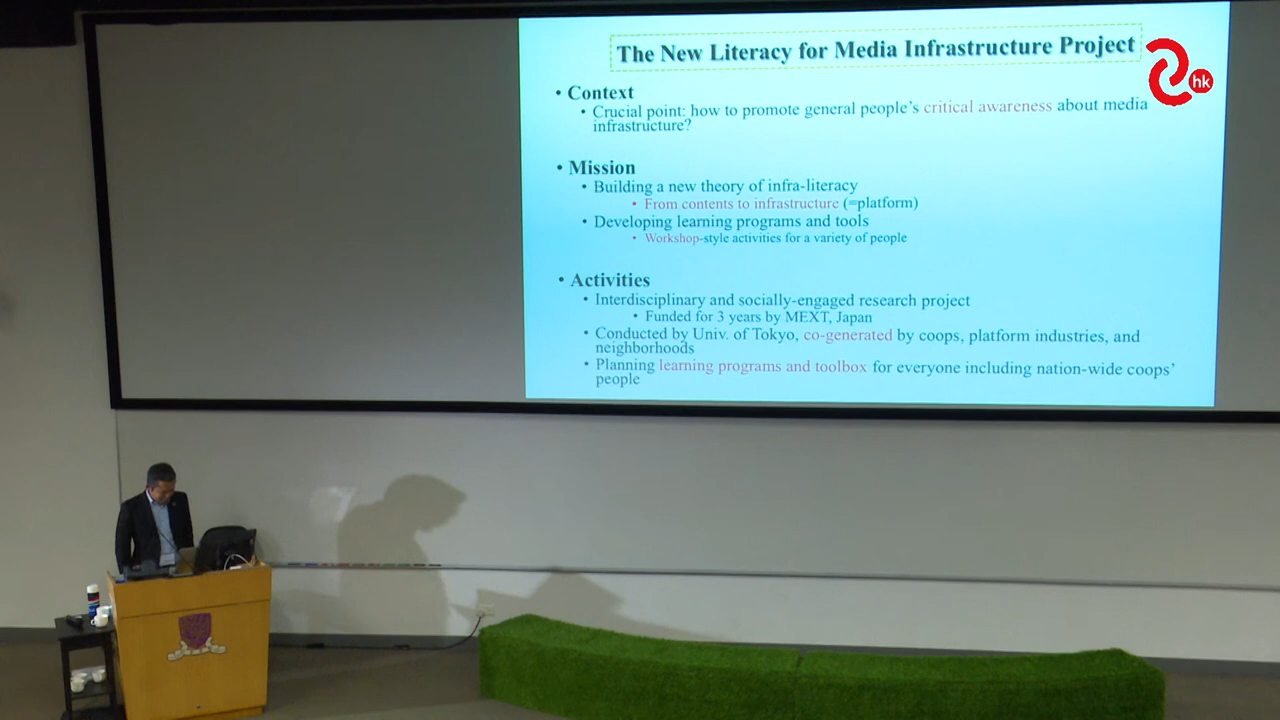 The New Literacy for Media Infrastructure Project
hk
• Context
• Crucial point: how to promote general people's critical awareness about media
infrastructure?
• Mission
• Building a new theory of infra-literacy
• From contents to infrastructure (=platform)
• Developing learning programs and tools
• Workshop-style activities for a variety of people
• Activities
• Interdisciplinary and socially-engaged research project
• Funded for 3 years by MEXT, Japan
• Conducted by Univ. of Tokyo, co-generated by coops, platform industries, and
neighborhoods
• Planning learning programs and toolbox for everyone including nation-wide coops'
people